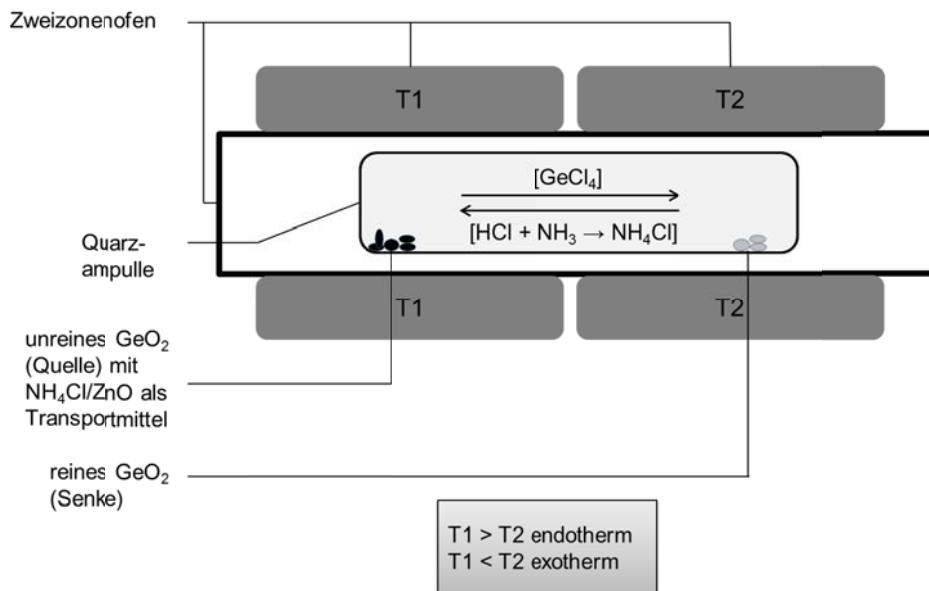 Zweizonenofen
T1
T2
[GeCl₄]
[HCl + NH₃ → NH₄Cl]
Quarz-
ampulle
T1
T2
unreines GeO₂
(Quelle) mit
NH₄Cl/ZnO als
Transportmittel
reines GeO₂
(Senke)
T1 > T2 endotherm
T1 < T2 exotherm